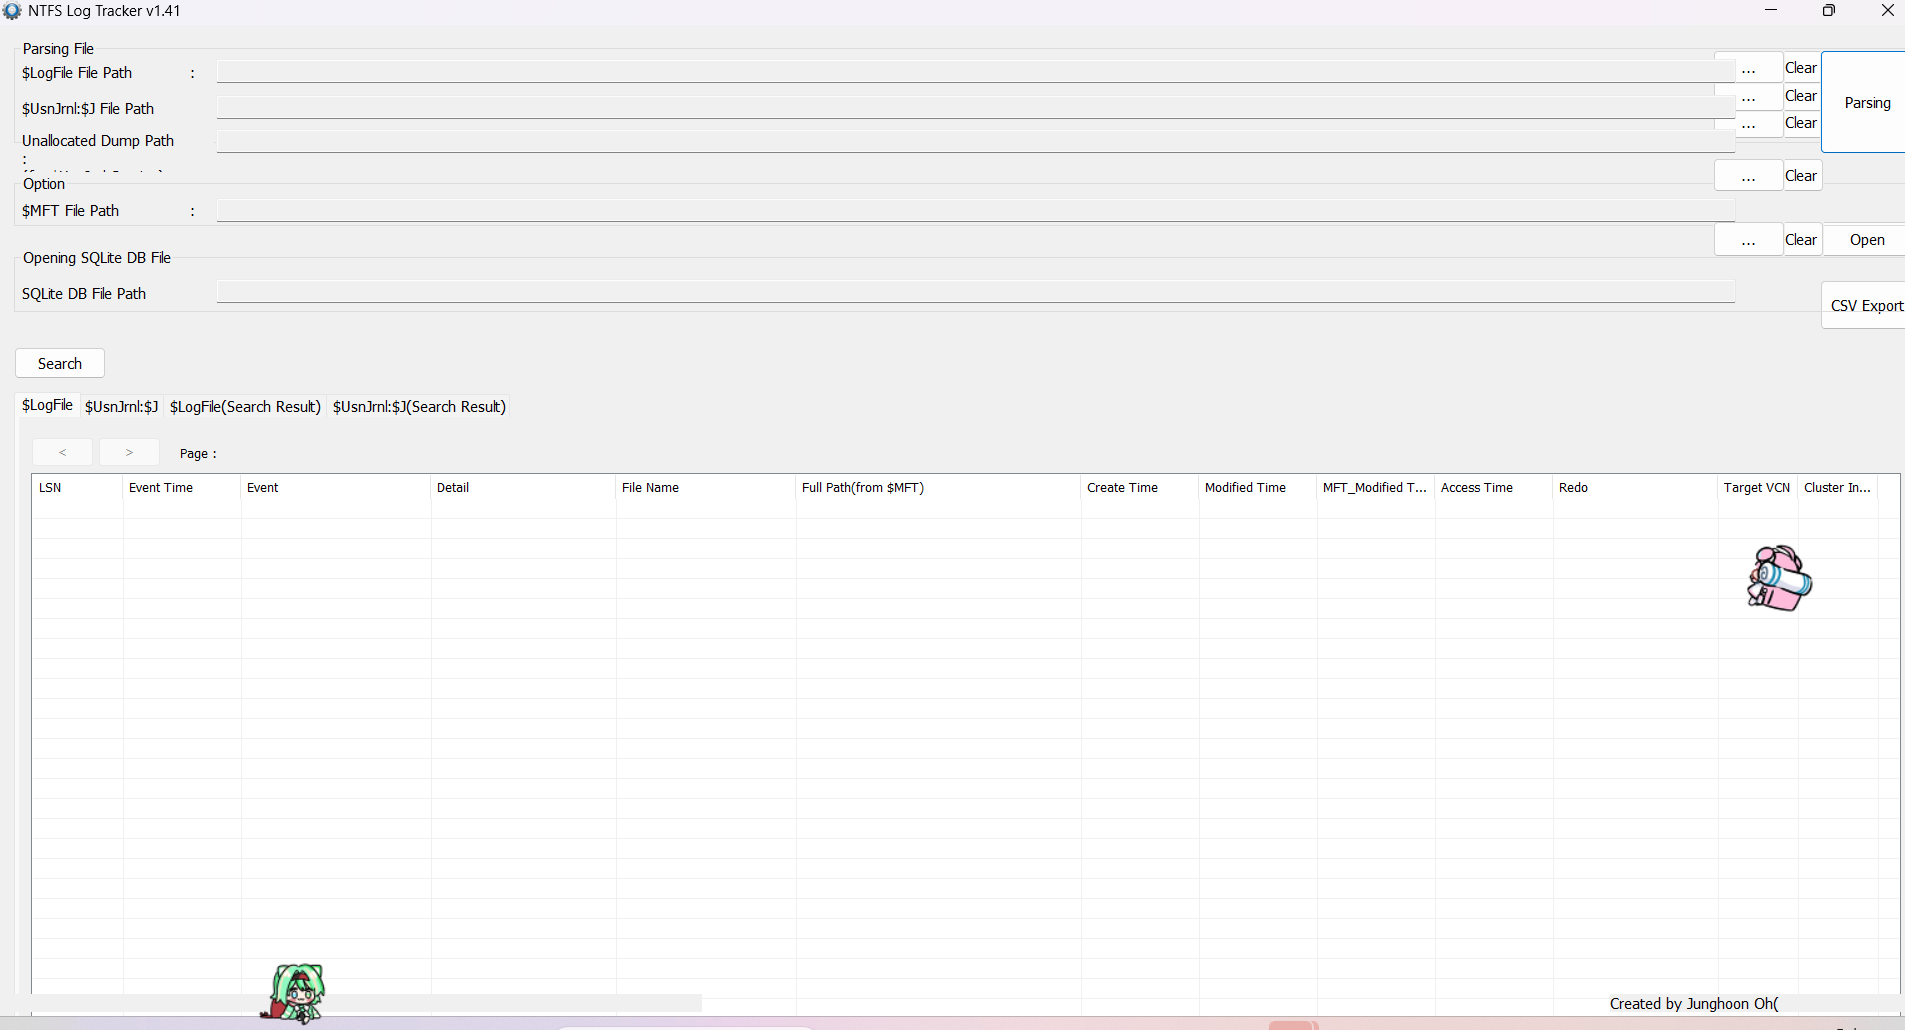 NTFS Log Tracker v1.41
Parsing File
$LogFile File Path : ... Clear
$UsnJrnl:$J File Path ... Clear
Parsing
Unallocated Dump Path ... Clear
:
Option
... Clear
$MFT File Path :
... Clear Open
Opening SQLite DB File
SQLite DB File Path
CSV Export
Search
$LogFile $UsnJrnl:$J $LogFile(Search Result) $UsnJrnl:$J(Search Result)
< > Page :
LSN Event Time Event Detail File Name Full Path(from $MFT) Create Time Modified Time MFT_Modified T... Access Time Redo Target VCN Cluster In...
Created by Junghoon Oh(